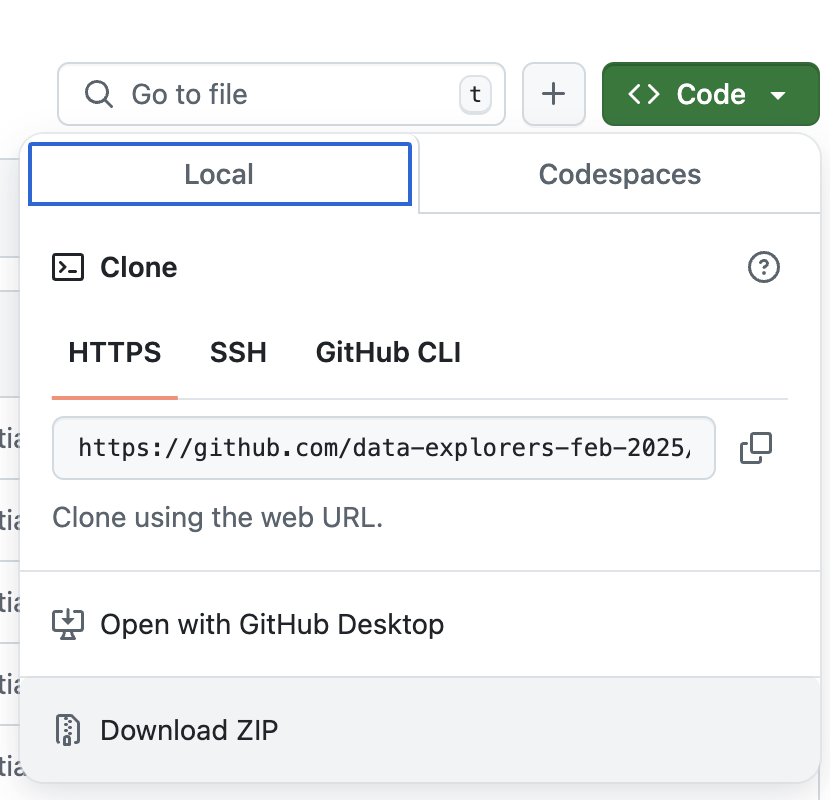 Go to file
t
Code
Local
Codespaces
Clone
HTTPS
SSH
GitHub CLI
https://github.com/data-explorers-feb-2025/
Clone using the web URL.
Open with GitHub Desktop
Download ZIP